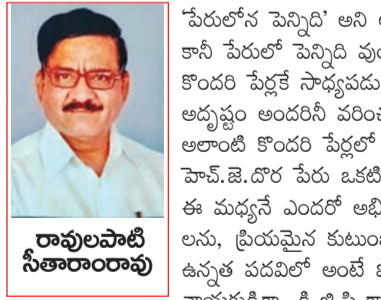 రావులపాటి
సీతారాంరావు
'పేరులోన పెన్నిది' అని
కానీ పేరులో పెన్నిది వు
కొందరి పేర్లకే సాధ్యపడు
అదృష్టం అందరినీ వరించ
అలాంటి కొందరి పేర్లలో
హెచ్.జె.దొర పేరు ఒకటి
ఈ మధ్యనే ఎందరో అభి
లను, ప్రియమైన కుటుం
ఉన్నత పదవిలో అంటే